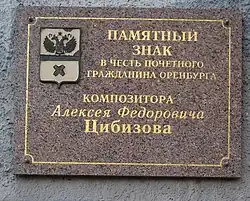 ПАМЯТНЫЙ
ЗНАК
В ЧЕСТЬ ПОЧЕТНОГО
ГРАЖДАНИНА ОРЕНБУРГА
КОМПОЗИТОРА
Алексея Федоровича
Цибизова